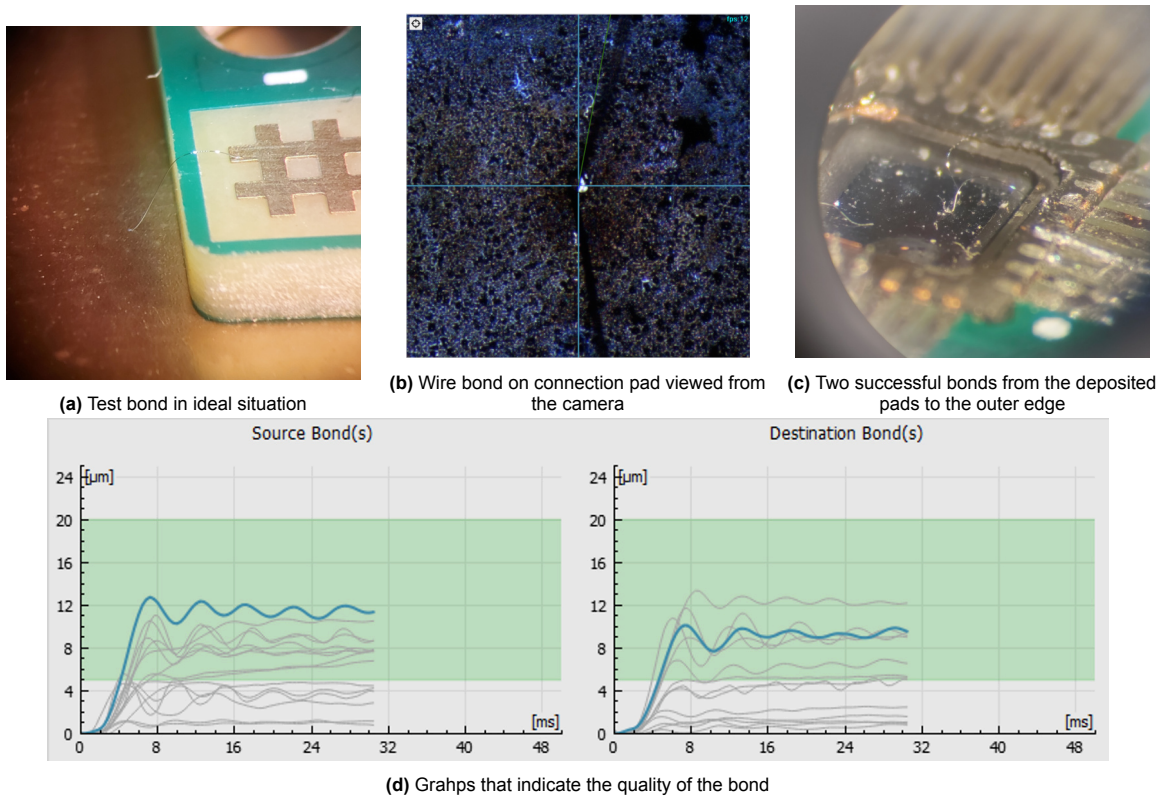 fps: 12
(a) Test bond in ideal situation
(b) Wire bond on connection pad viewed from
the camera
(c) Two successful bonds from the deposited
pads to the outer edge
Source Bond(s)
[µm]
24
20
16
12
8
4
0
[ms]
0 8 16 24 32 40 48
Destination Bond(s)
[µm]
24
20
16
12
8
4
0
[ms]
0 8 16 24 32 40 48
(d) Grahps that indicate the quality of the bond